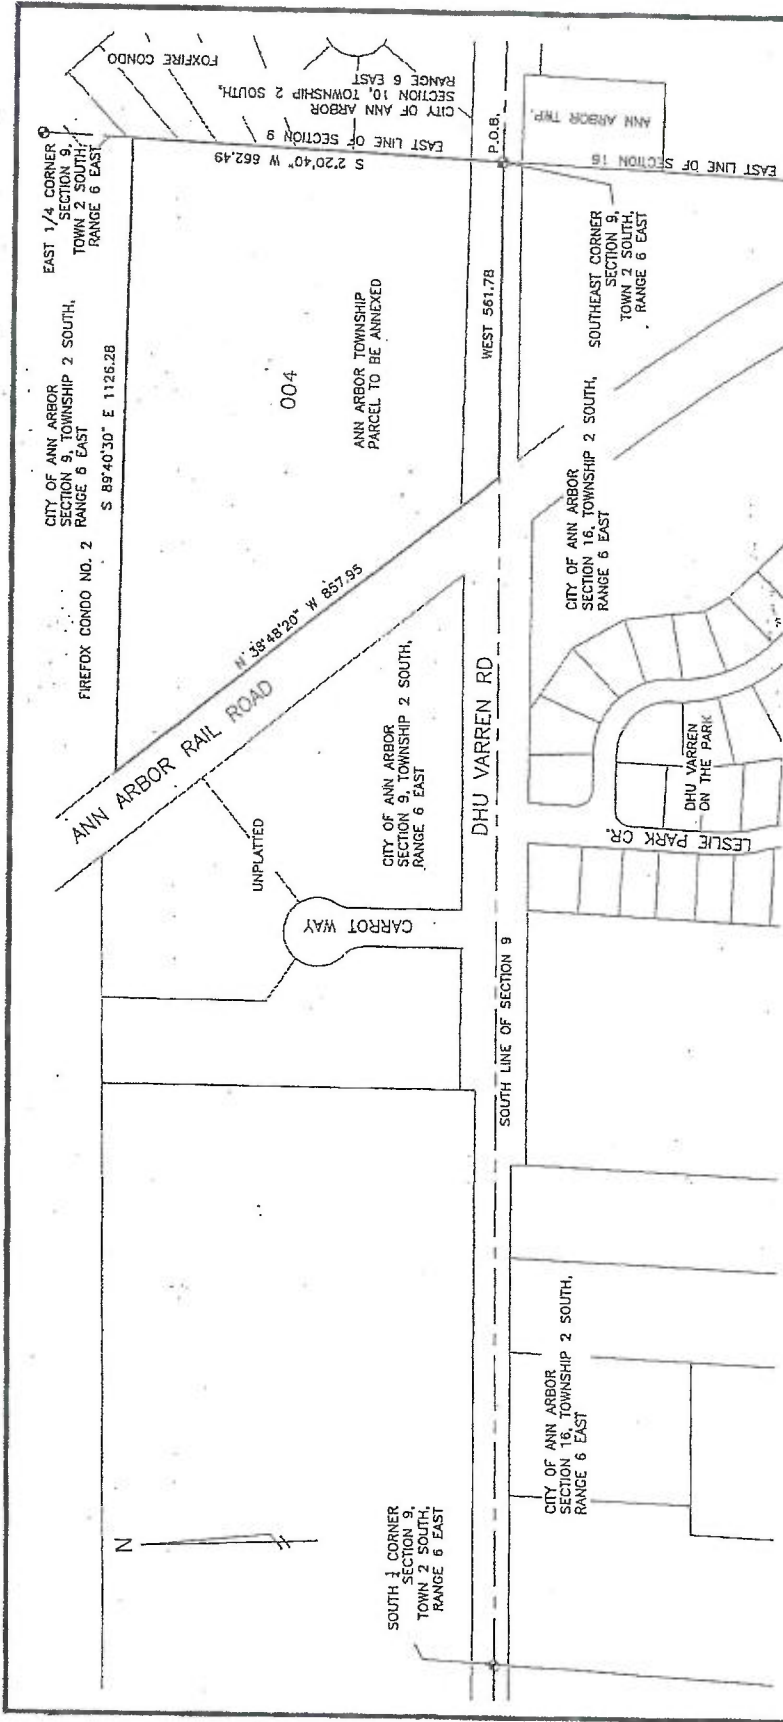 EAST 1/4 CORNER
SECTION 9,
TOWN 2 SOUTH,
RANGE 6 EAST
FOXFIRE CONDO
CITY OF ANN ARBOR
SECTION 10, TOWNSHIP 2 SOUTH,
RANGE 6 EAST
EAST LINE OF SECTION 9
S 2°20'40" W 662.49
CITY OF ANN ARBOR
SECTION 9, TOWNSHIP 2 SOUTH,
RANGE 6 EAST
FIREFOX CONDO NO. 2
S 89°40'30" E 1126.28
004
ANN ARBOR TOWNSHIP
PARCEL TO BE ANNEXED
N 38°48'20" W 857.95
ANN ARBOR RAIL ROAD
UNPLATTED
CITY OF ANN ARBOR
SECTION 9, TOWNSHIP 2 SOUTH,
RANGE 6 EAST
CARROT WAY
WEST 561.78
P.O.B.
DHU VARREN RD
SOUTH LINE OF SECTION 9
ANN ARBOR TWP.
EAST LINE OF SECTION 16
SOUTHEAST CORNER
SECTION 9,
TOWN 2 SOUTH,
RANGE 6 EAST
CITY OF ANN ARBOR
SECTION 16, TOWNSHIP 2 SOUTH,
RANGE 6 EAST
DHU VARREN
ON THE PARK
LESLIE PARK CR.
N
SOUTH ¼ CORNER
SECTION 9,
TOWN 2 SOUTH,
RANGE 6 EAST
CITY OF ANN ARBOR
SECTION 16, TOWNSHIP 2 SOUTH,
RANGE 6 EAST